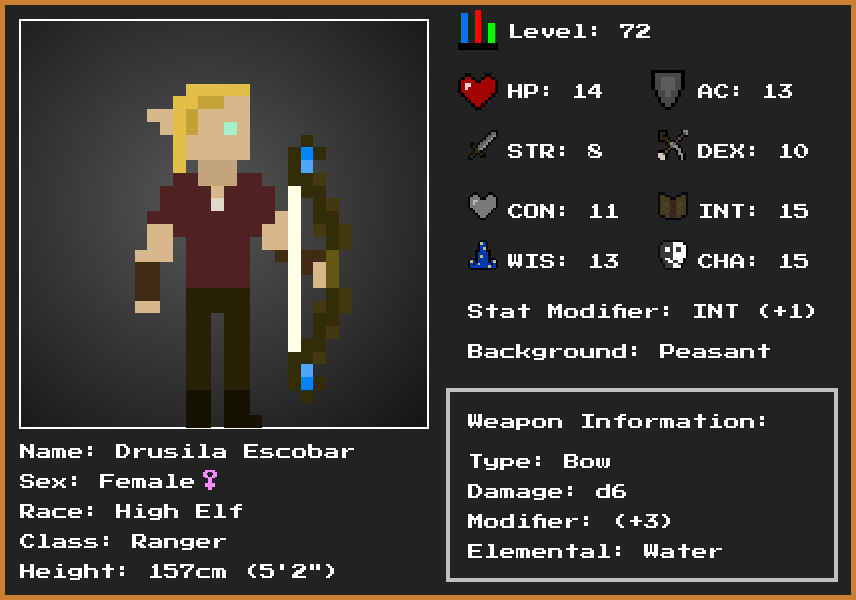 Level: 72
HP: 14 AC: 13
STR: 8 DEX: 10
CON: 11 INT: 15
WIS: 13 CHA: 15
Stat Modifier: INT (+1)
Background: Peasant
Weapon Information:
Type: Bow
Damage: d6
Modifier: (+3)
Elemental: Water
Name: Drusila Escobar
Sex: Female♀
Race: High Elf
Class: Ranger
Height: 157cm (5'2")